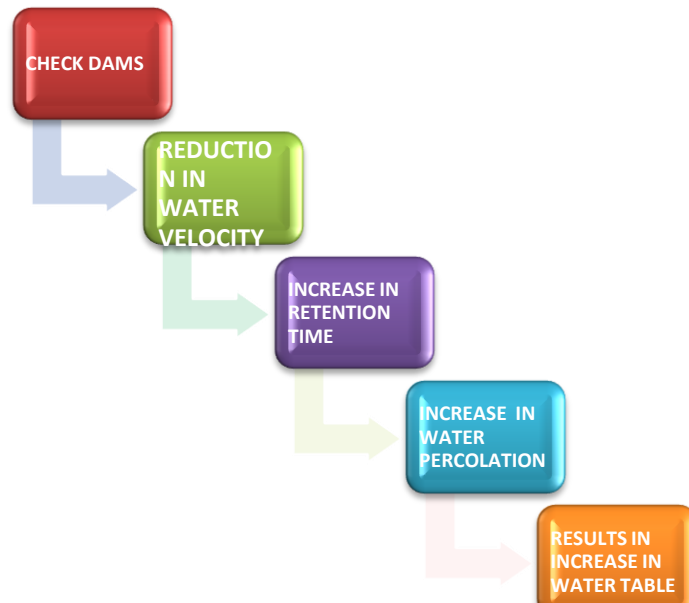 CHECK DAMS
REDUCTIO
N IN
WATER
VELOCITY
INCREASE IN
RETENTION
TIME
INCREASE IN
WATER
PERCOLATION
RESULTS IN
INCREASE IN
WATER TABLE